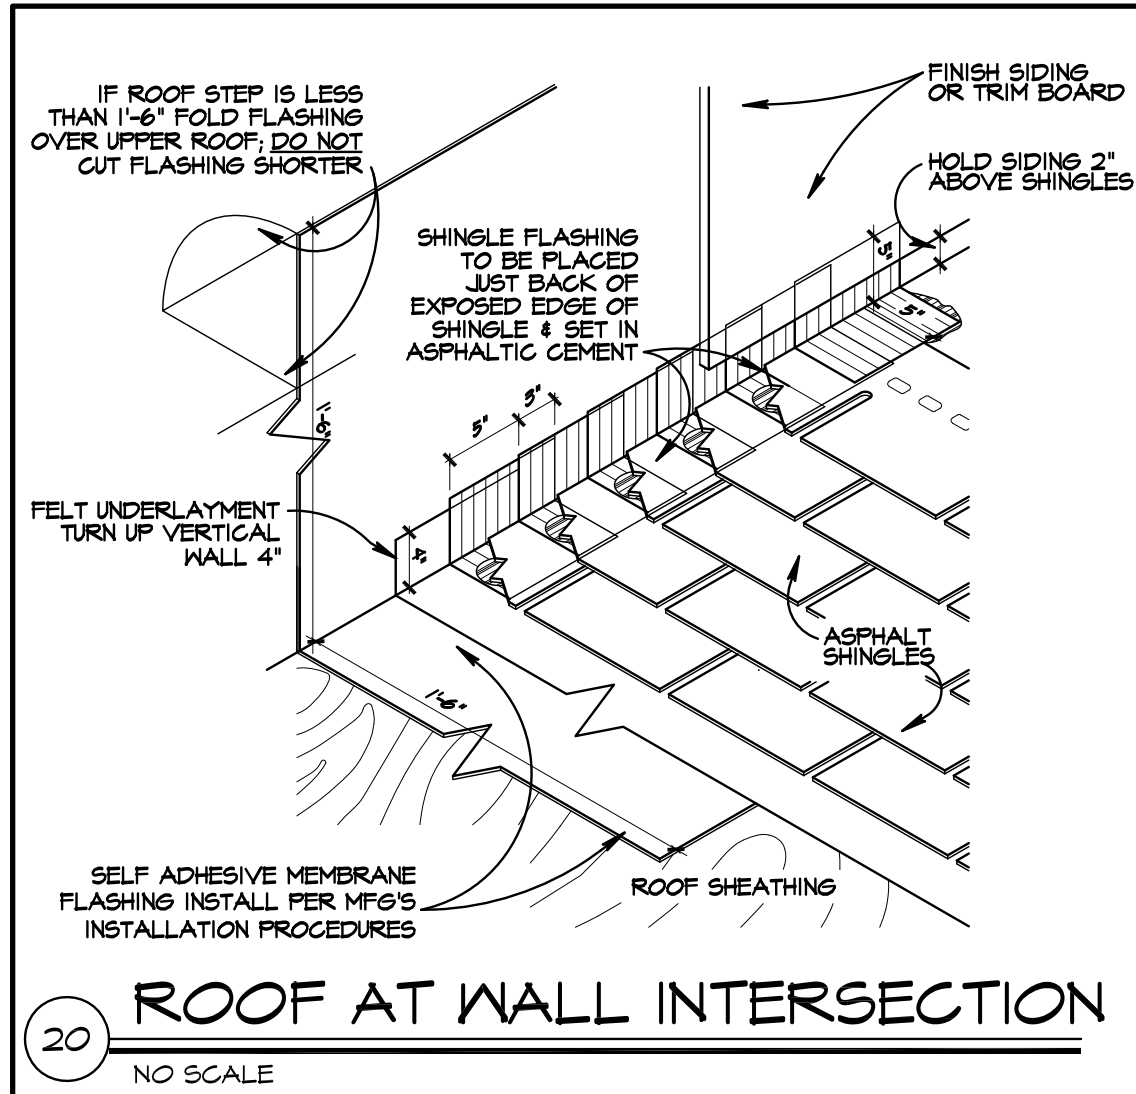 IF ROOF STEP IS LESS
THAN 1'-6" FOLD FLASHING
OVER UPPER ROOF; DO NOT
CUT FLASHING SHORTER
FINISH SIDING
OR TRIM BOARD
HOLD SIDING 2"
ABOVE SHINGLES
SHINGLE FLASHING
TO BE PLACED
JUST BACK OF
EXPOSED EDGE OF
SHINGLE & SET IN
ASPHALTIC CEMENT
5"
5"
3"
5"
1'-6"
FELT UNDERLAYMENT
TURN UP VERTICAL
WALL 4"
4"
ASPHALT
SHINGLES
1'-6"
SELF ADHESIVE MEMBRANE
FLASHING INSTALL PER MFG'S
INSTALLATION PROCEDURES
ROOF SHEATHING
20
ROOF AT WALL INTERSECTION
NO SCALE